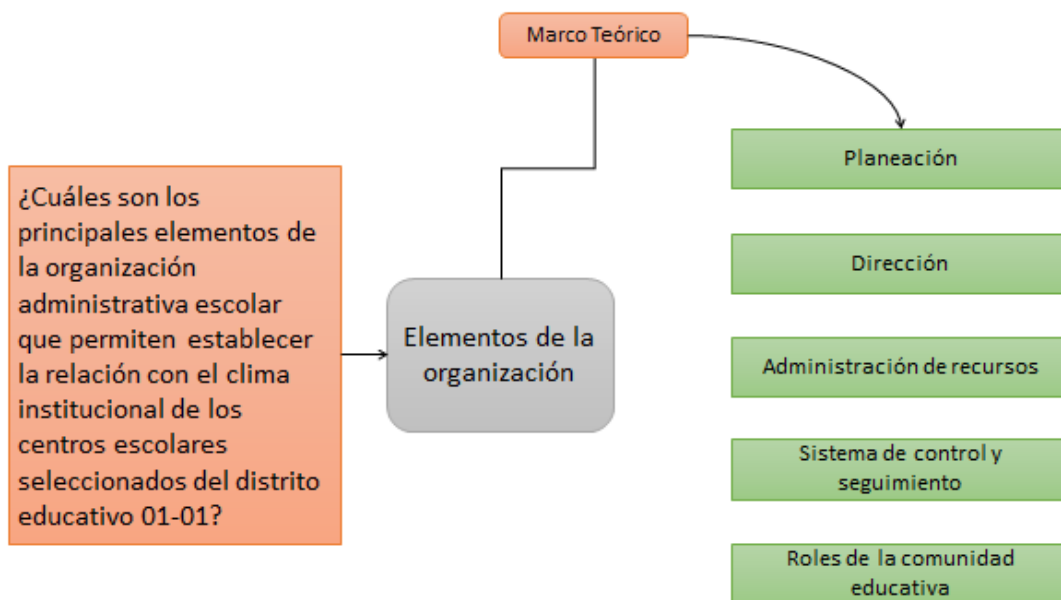 Marco Teórico
¿Cuáles son los
principales elementos de
la organización
administrativa escolar
que permiten establecer
la relación con el clima
institucional de los
centros escolares
seleccionados del distrito
educativo 01-01?
Elementos de la
organización
Planeación
Dirección
Administración de recursos
Sistema de control y
seguimiento
Roles de la comunidad
educativa